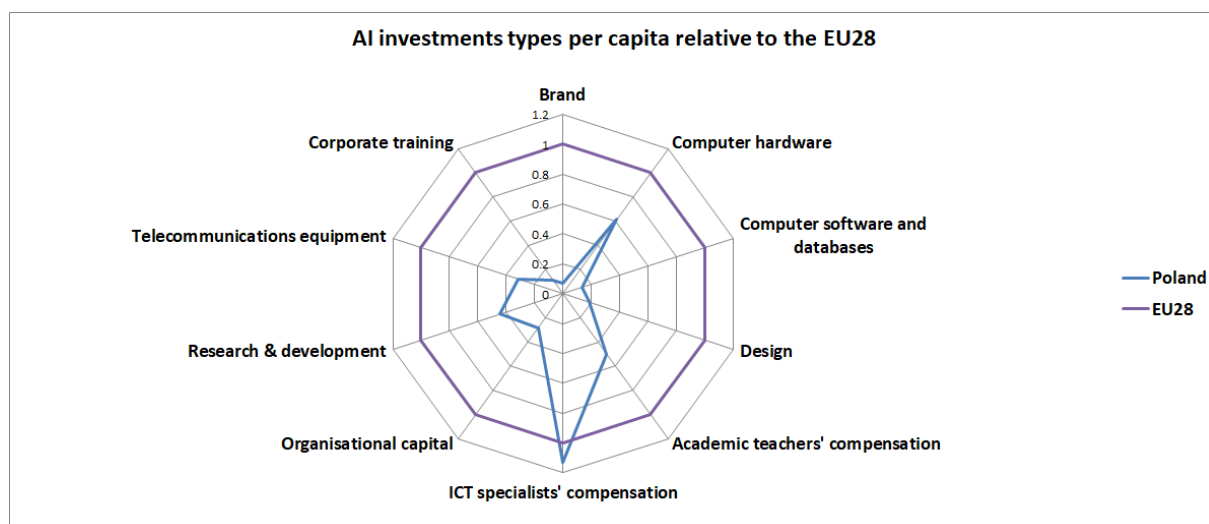 AI investments types per capita relative to the EU28
Brand
1.2
Corporate training
Computer hardware
1
0.8
0.6
Telecommunications equipment
Computer software and
databases
0.4
0.2
0
Poland
EU28
Research & development
Design
Organisational capital
Academic teachers' compensation
ICT specialists' compensation